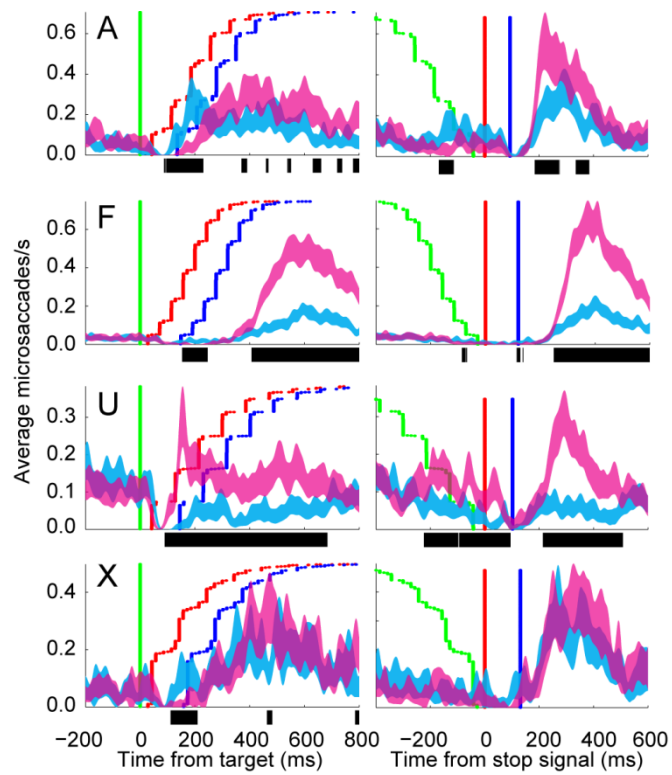 A
0.6
0.4
0.2
0.0
F
0.6
0.4
0.2
0.0
U
0.3
0.2
0.1
0.0
X
0.4
0.2
0.0
Average microsaccades/s
−200 0 200 400 600 800
Time from target (ms)
−200 0 200 400 600
Time from stop signal (ms)